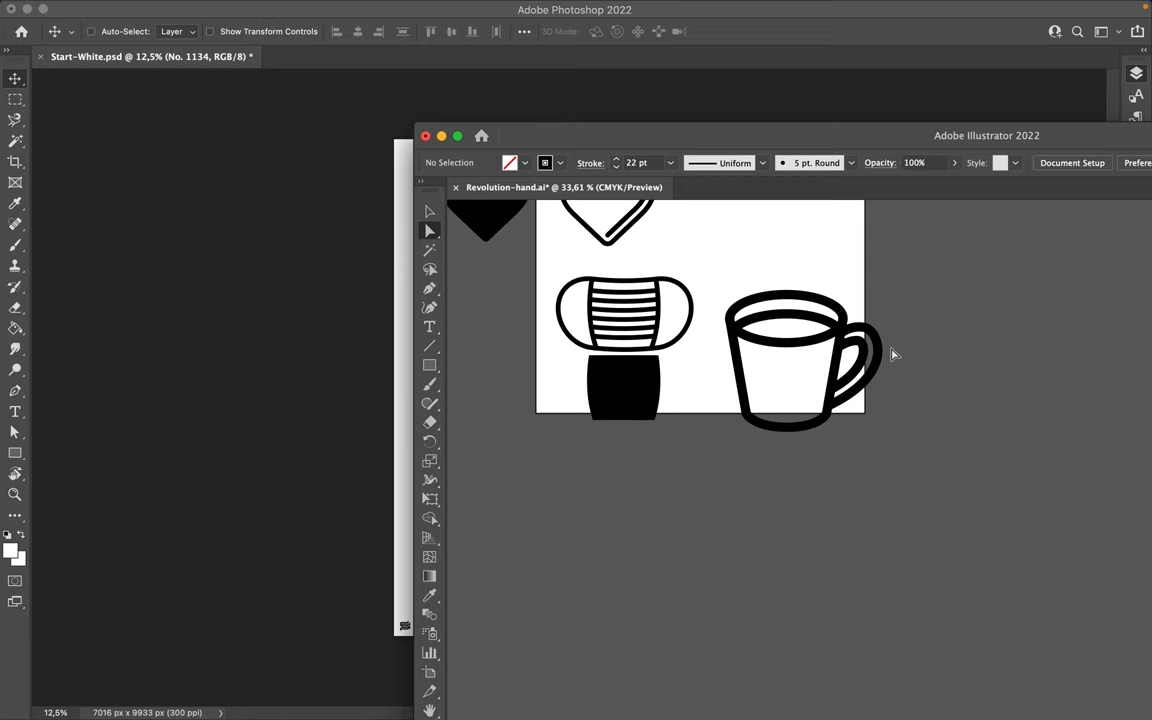 Adobe Photoshop 2022
Auto-Select: Layer Show Transform Controls 3D Mode:
Start-White.psd @ 12,5% (No. 1134, RGB/8) *
Adobe Illustrator 2022
No Selection Stroke: 22 pt Uniform 5 pt. Round Opacity: 100% Style: Document Setup Prefere
Revolution-hand.ai* @ 33,61 % (CMYK/Preview)
12,5% 7016 px x 9933 px (300 ppi)